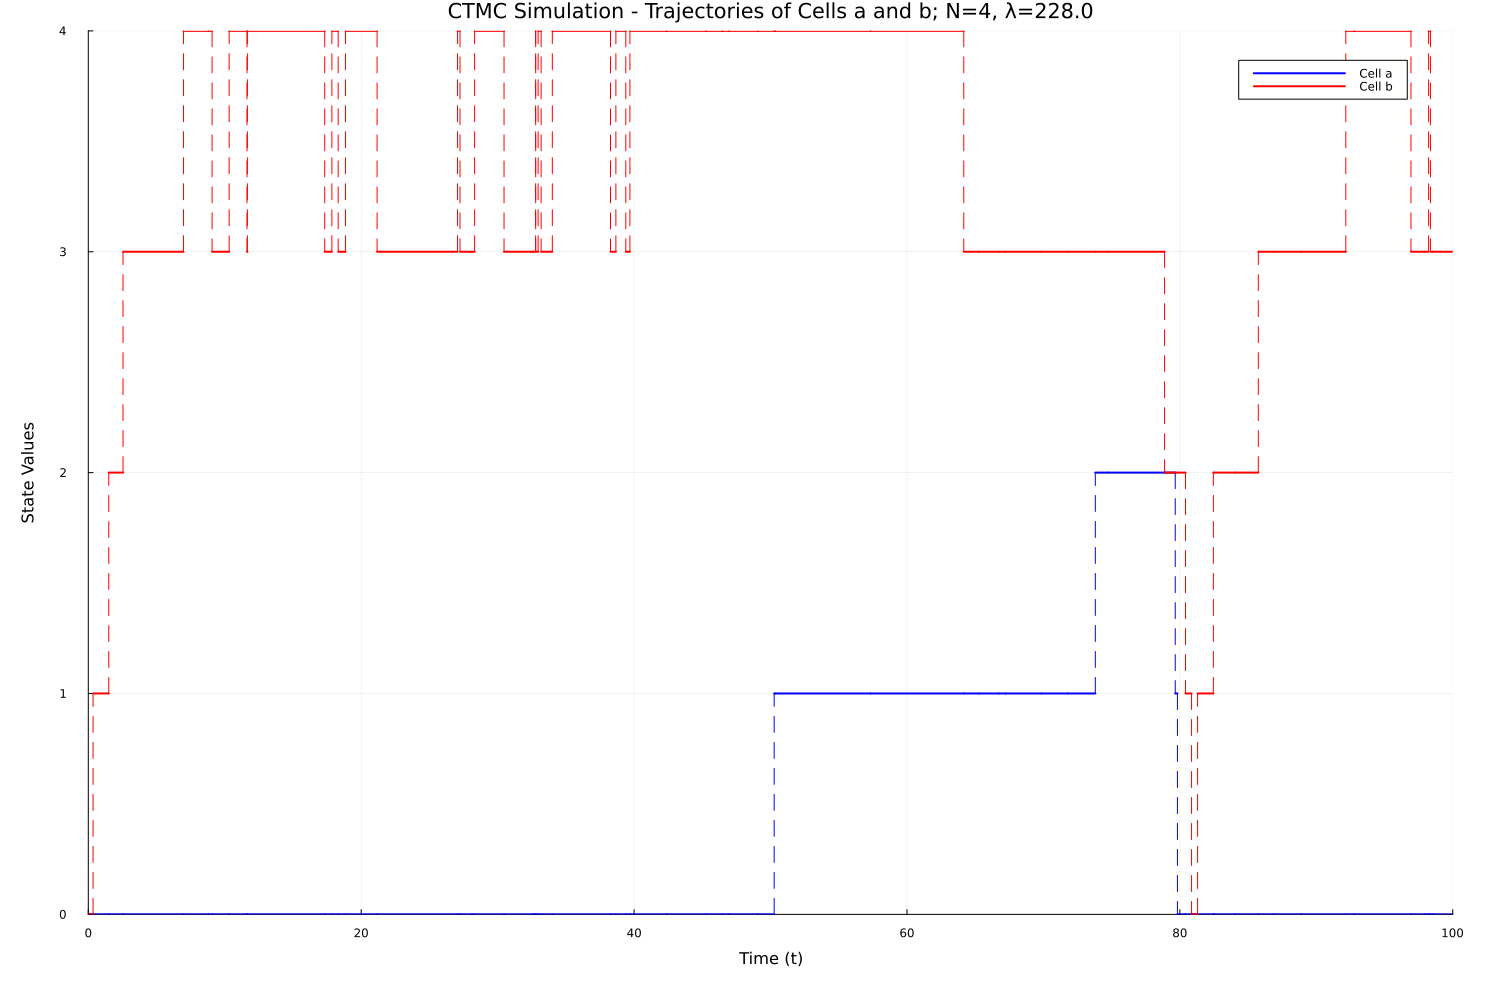 CTMC Simulation - Trajectories of Cells a and b; N=4, λ=228.0
4
3
2
1
0
State Values
Cell a
Cell b
0 20 40 60 80 100
Time (t)